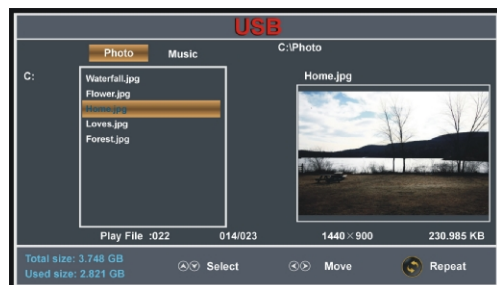 USB
Photo Music C:\Photo
C: Home.jpg
Waterfall.jpg
Flower.jpg
Home.jpg
Loves.jpg
Forest.jpg
Play File :022 014/023 1440×900 230.985 KB
Total size: 3.748 GB
Used size: 2.821 GB
Select Move Repeat